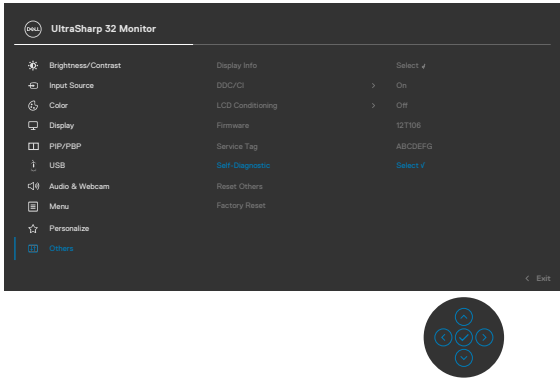 DELL UltraSharp 32 Monitor
Brightness/Contrast Display Info Select
Input Source DDC/CI > On
Color LCD Conditioning > Off
Display Firmware 12T106
PIP/PBP Service Tag ABCDEFG
USB Self-Diagnostic Select √
Audio & Webcam Reset Others
Menu Factory Reset
Personalize
Others
< Exit